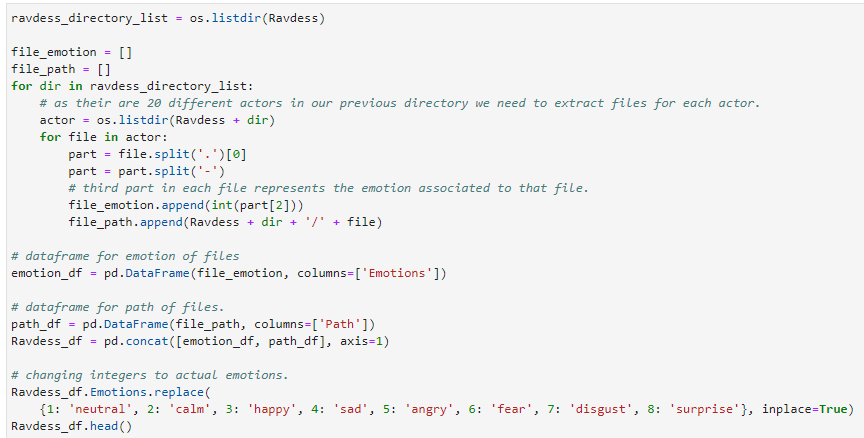 ravdess_directory_list = os.listdir(Ravdess)
file_emotion = []
file_path = []
for dir in ravdess_directory_list:
    # as their are 20 different actors in our previous directory we need to extract files for each actor.
    actor = os.listdir(Ravdess + dir)
    for file in actor:
        part = file.split('.')[0]
        part = part.split('-')
        # third part in each file represents the emotion associated to that file.
        file_emotion.append(int(part[2]))
        file_path.append(Ravdess + dir + '/' + file)
# dataframe for emotion of files
emotion_df = pd.DataFrame(file_emotion, columns=['Emotions'])
# dataframe for path of files.
path_df = pd.DataFrame(file_path, columns=['Path'])
Ravdess_df = pd.concat([emotion_df, path_df], axis=1)
# changing integers to actual emotions.
Ravdess_df.Emotions.replace(
    {1: 'neutral', 2: 'calm', 3: 'happy', 4: 'sad', 5: 'angry', 6: 'fear', 7: 'disgust', 8: 'surprise'}, inplace=True)
Ravdess_df.head()